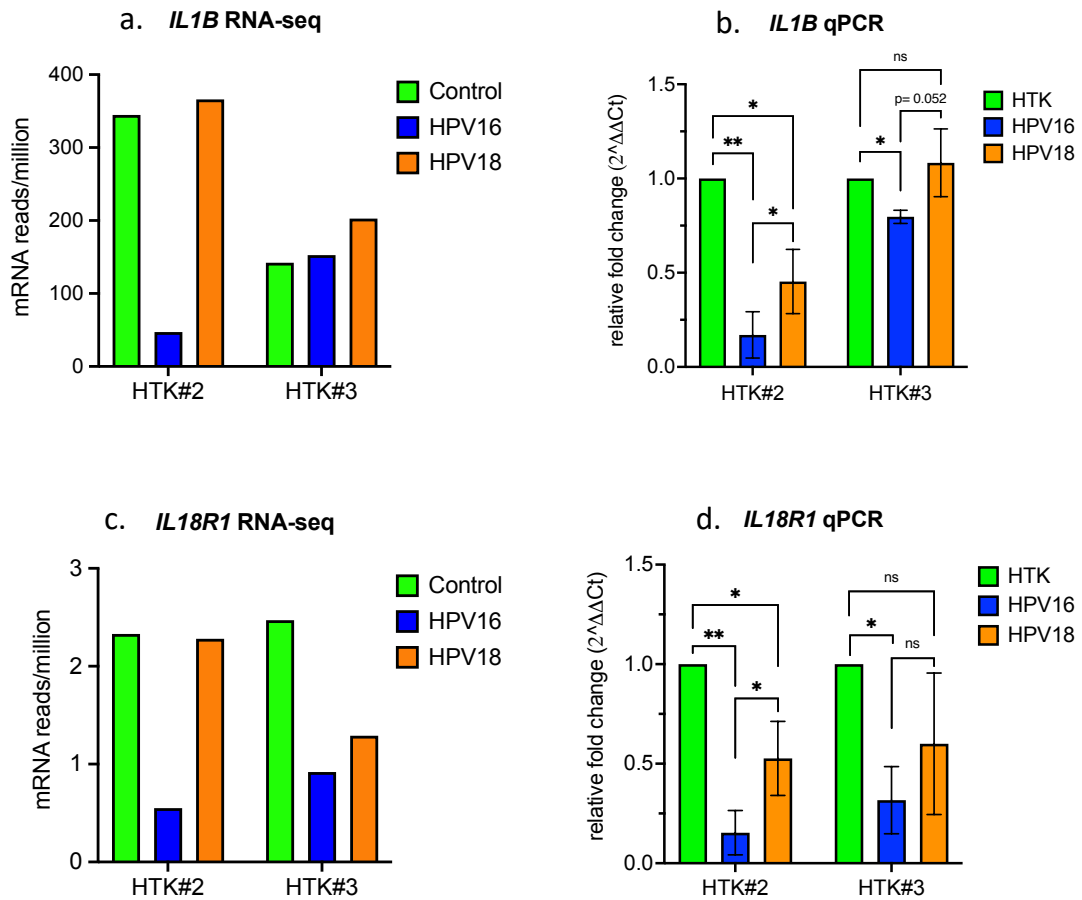 a. IL1B RNA-seq
mRNA reads/million
400
300
200
100
0
HTK#2
HTK#3
Control
HPV16
HPV18
b. IL1B qPCR
relative fold change (2^ΔΔCt)
1.5
1.0
0.5
0.0
*
**
*
ns
p= 0.052
*
HTK#2
HTK#3
HTK
HPV16
HPV18
c. IL18R1 RNA-seq
mRNA reads/million
3
2
1
0
HTK#2
HTK#3
Control
HPV16
HPV18
d. IL18R1 qPCR
relative fold change (2^ΔΔCt)
1.5
1.0
0.5
0.0
*
**
*
ns
*
ns
HTK#2
HTK#3
HTK
HPV16
HPV18